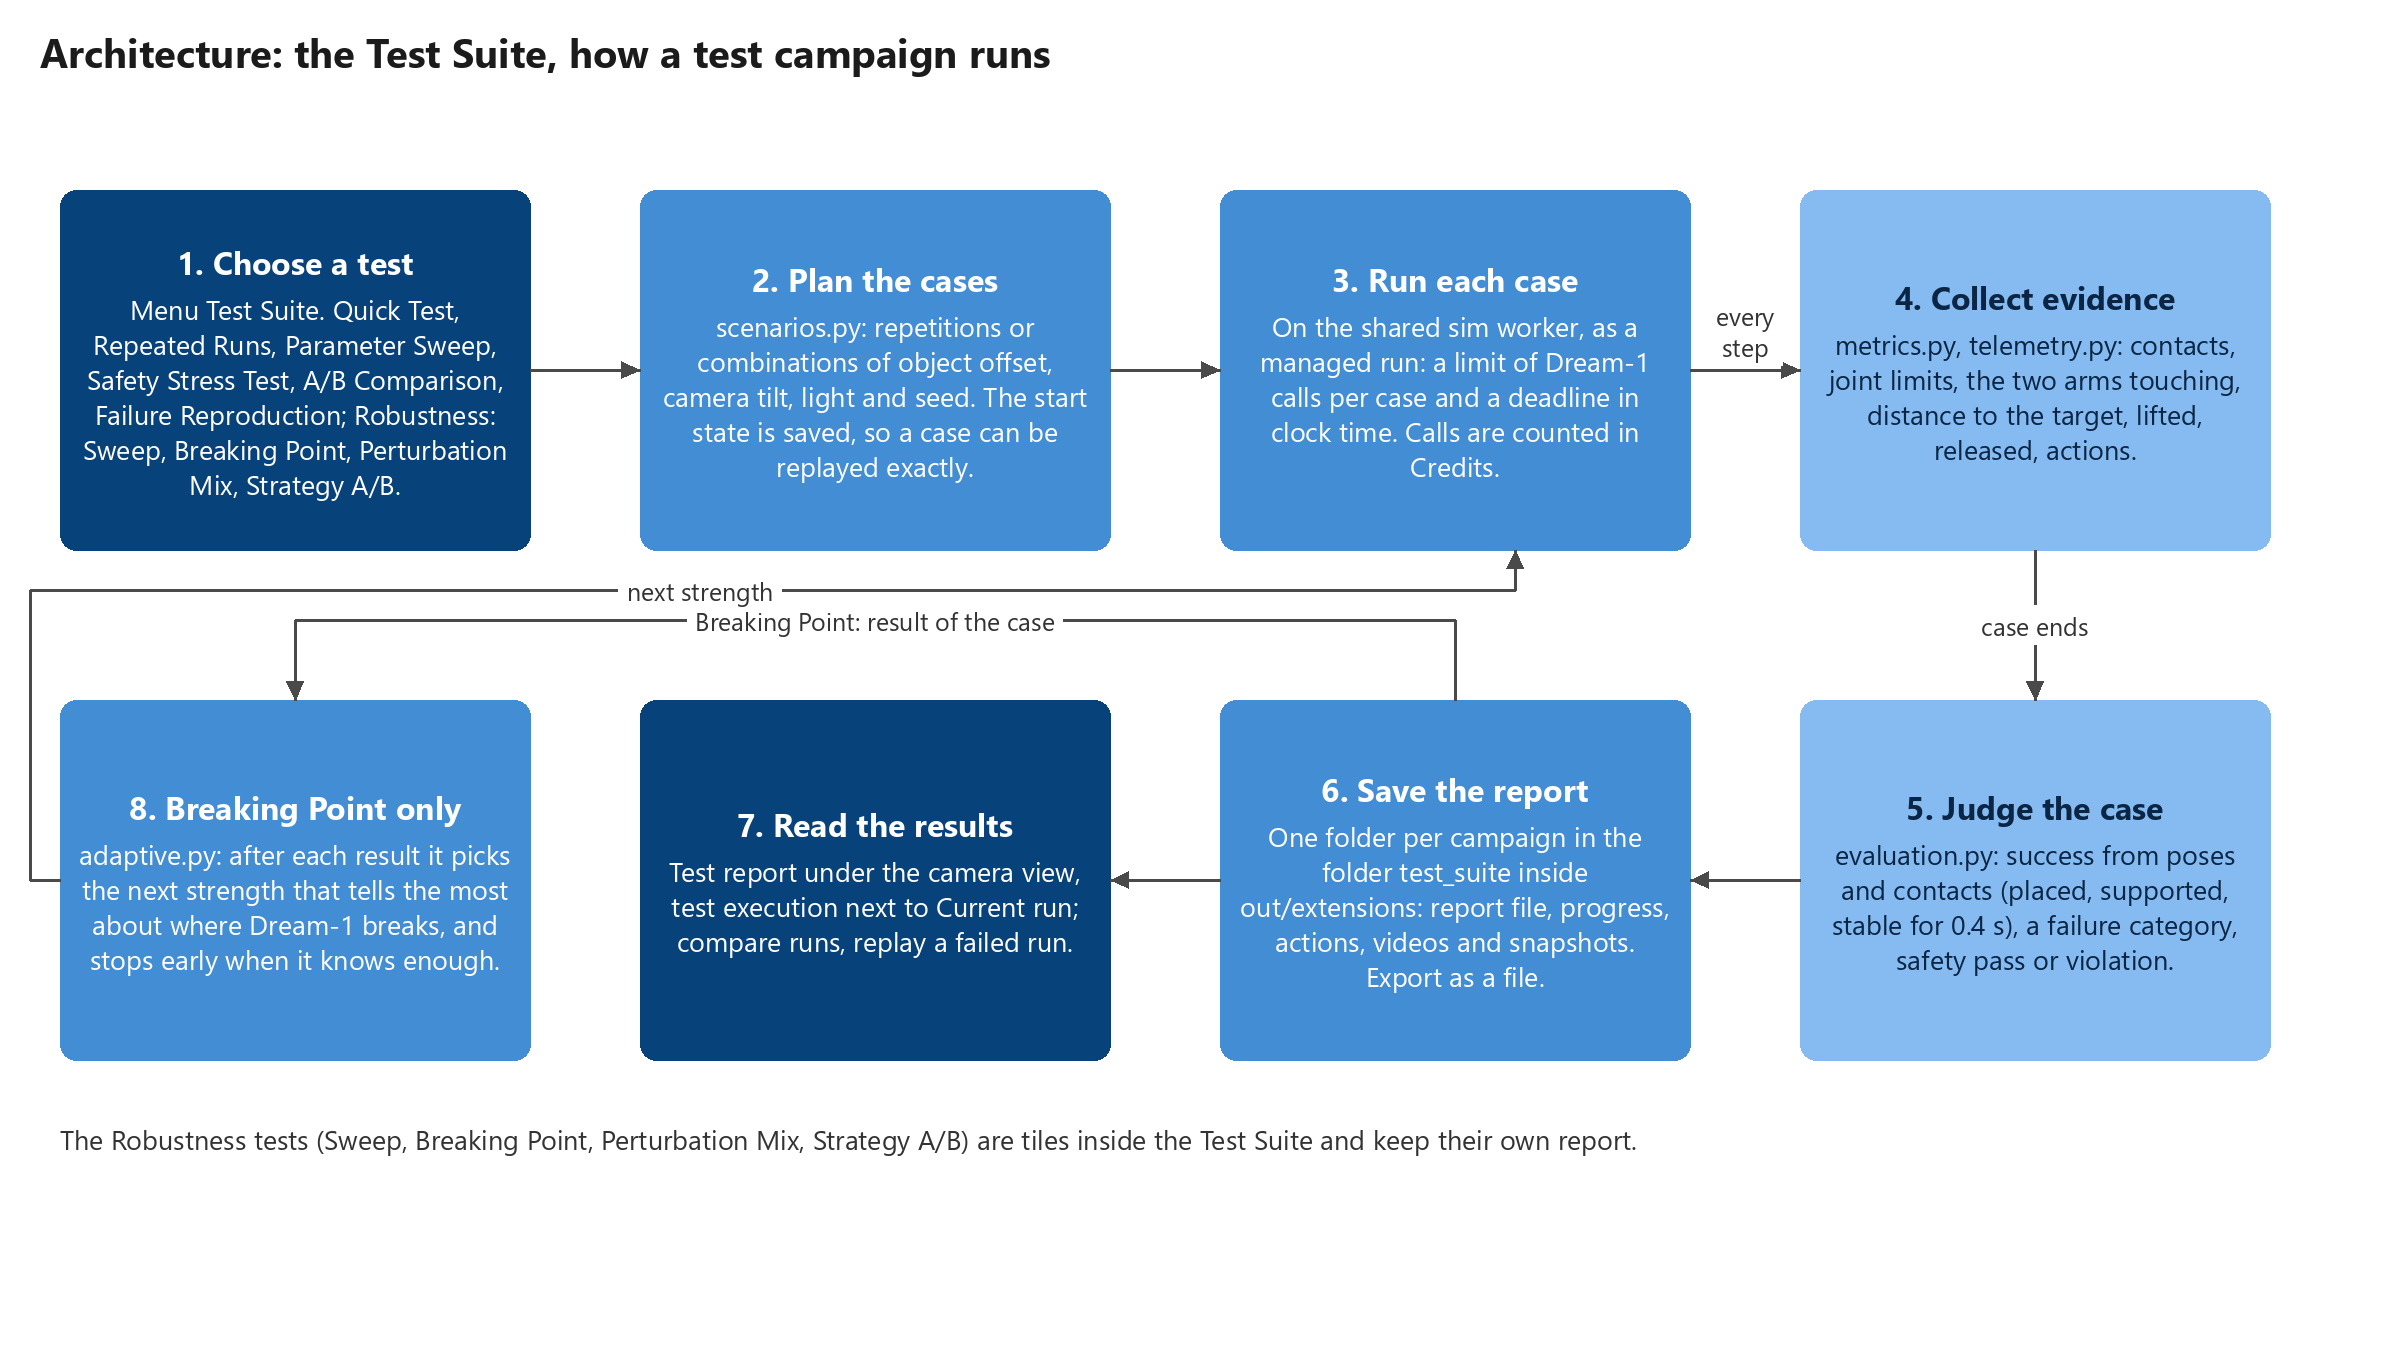 Architecture: the Test Suite, how a test campaign runs
1. Choose a test
Menu Test Suite. Quick Test,
Repeated Runs, Parameter Sweep,
Safety Stress Test, A/B Comparison,
Failure Reproduction; Robustness:
Sweep, Breaking Point, Perturbation
Mix, Strategy A/B.
2. Plan the cases
scenarios.py: repetitions or
combinations of object offset,
camera tilt, light and seed. The start
state is saved, so a case can be
replayed exactly.
3. Run each case
On the shared sim worker, as a
managed run: a limit of Dream-1
calls per case and a deadline in
clock time. Calls are counted in
Credits.
every
step
4. Collect evidence
metrics.py, telemetry.py: contacts,
joint limits, the two arms touching,
distance to the target, lifted,
released, actions.
next strength
Breaking Point: result of the case
case ends
8. Breaking Point only
adaptive.py: after each result it picks
the next strength that tells the most
about where Dream-1 breaks, and
stops early when it knows enough.
7. Read the results
Test report under the camera view,
test execution next to Current run;
compare runs, replay a failed run.
6. Save the report
One folder per campaign in the
folder test_suite inside
out/extensions: report file, progress,
actions, videos and snapshots.
Export as a file.
5. Judge the case
evaluation.py: success from poses
and contacts (placed, supported,
stable for 0.4 s), a failure category,
safety pass or violation.
The Robustness tests (Sweep, Breaking Point, Perturbation Mix, Strategy A/B) are tiles inside the Test Suite and keep their own report.